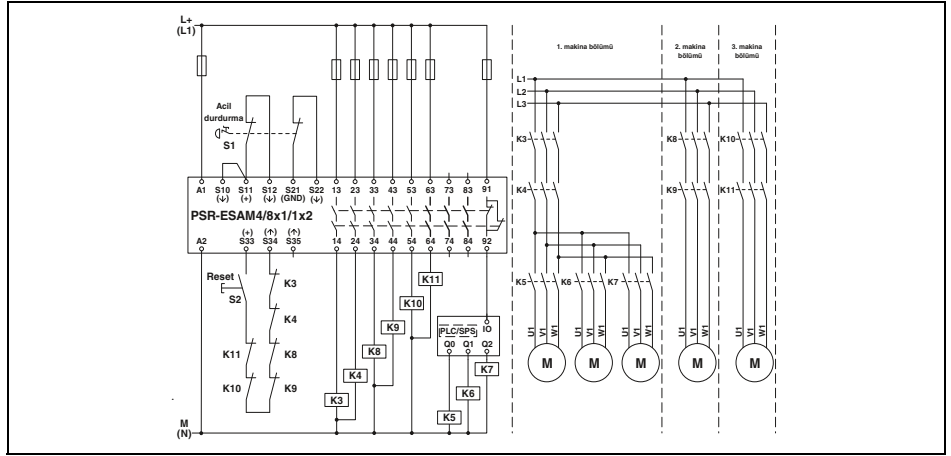 L+
(L1)
1. makina bölümü
2. makina
bölümü
3. makina
bölümü
L1
L2
L3
Acil
durdurma
S1
K3
K8
K10
A1 S10 S11 S12 S21 S22 13 23 33 43 53 63 73 83 91
(↓) (+) (↓) (GND) (↓)
K4
K9
K11
PSR-ESAM4/8x1/1x2
(+) (↑) (↑)
A2 S33 S34 S35 14 24 34 44 54 64 74 84 92
Reset
S2
K3
K11
K10
K5
K6
K7
K4
K9
PLC/SPS
IO
Q0 Q1 Q2
U1 V1 W1 U1 V1 W1 U1 V1 W1 U1 V1 W1 U1 V1 W1
K11
K8
K8
K7
M M M M M
K4
K10
K9
K6
K3
K5
M
(N)